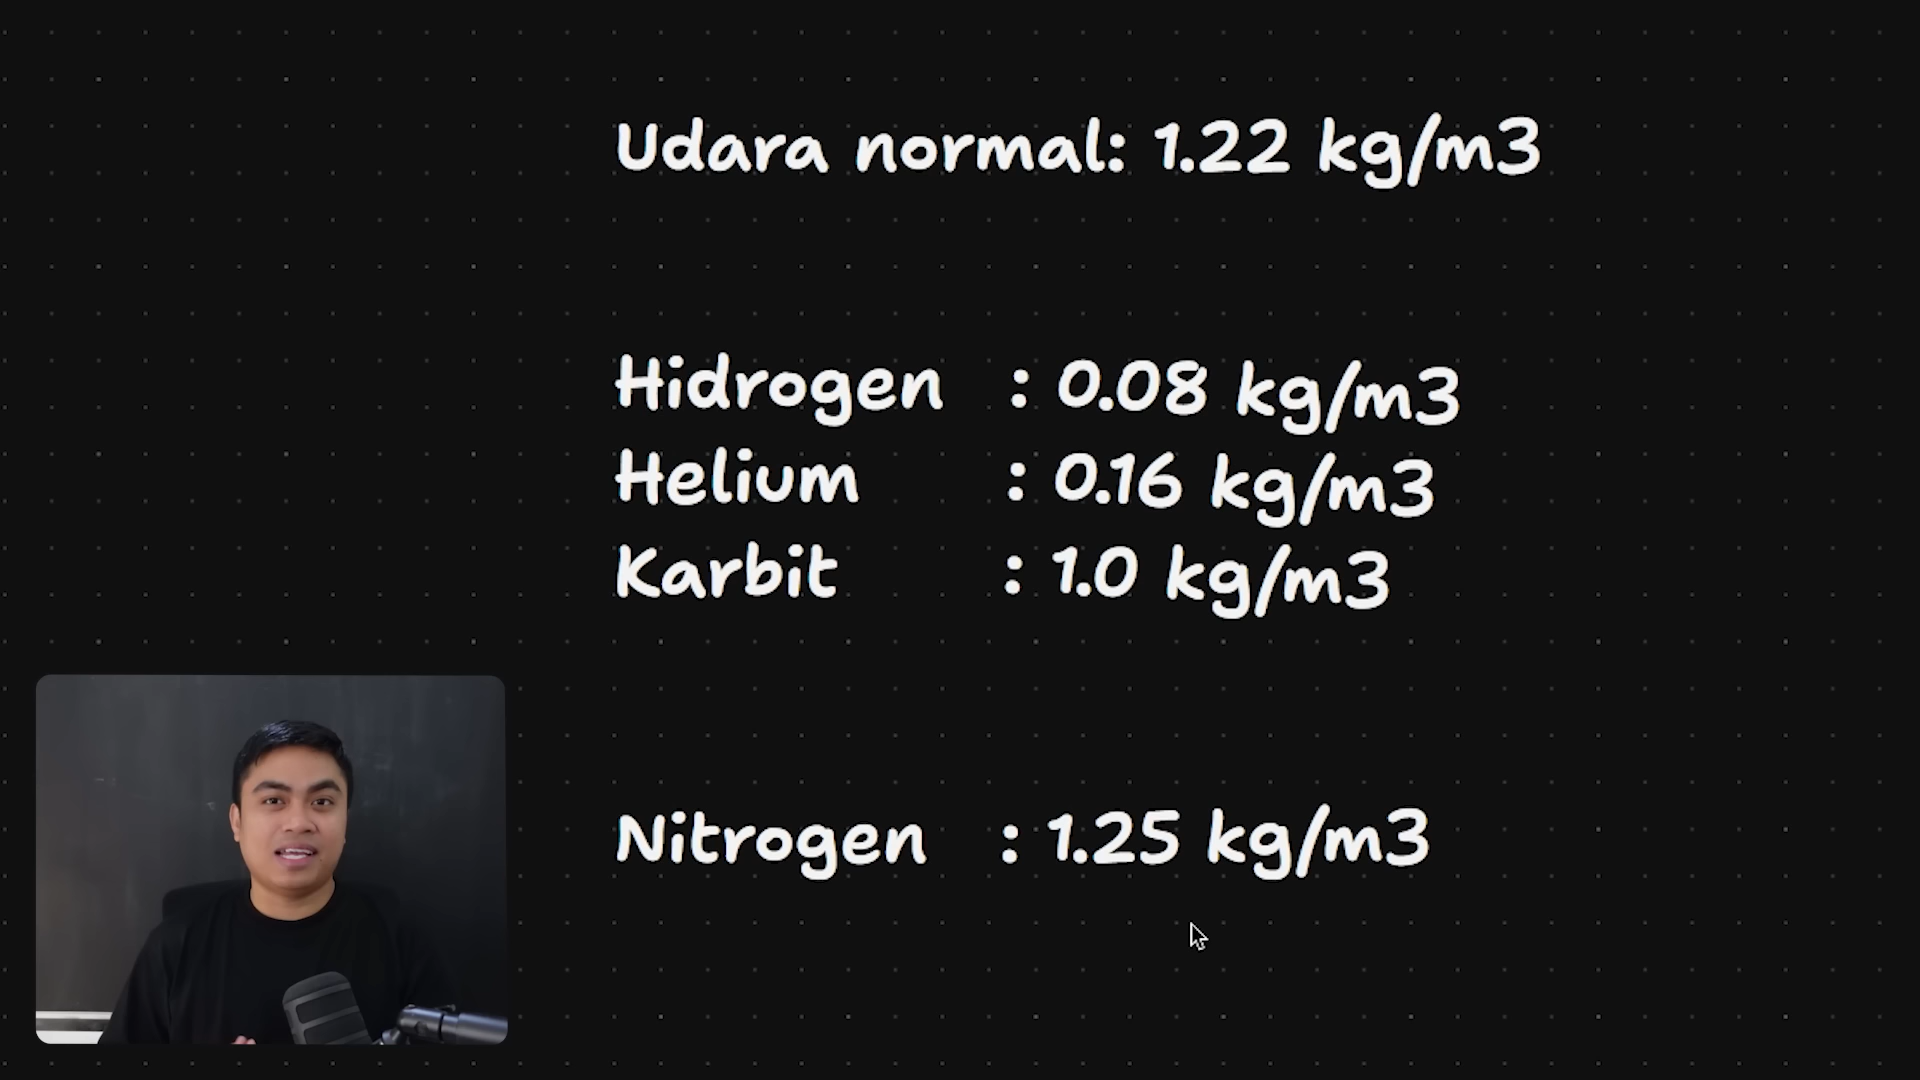 Udara normal: 1.22 kg/m3
Hidrogen : 0.08 kg/m3
Helium : 0.16 kg/m3
Karbit : 1.0 kg/m3
Nitrogen : 1.25 kg/m3